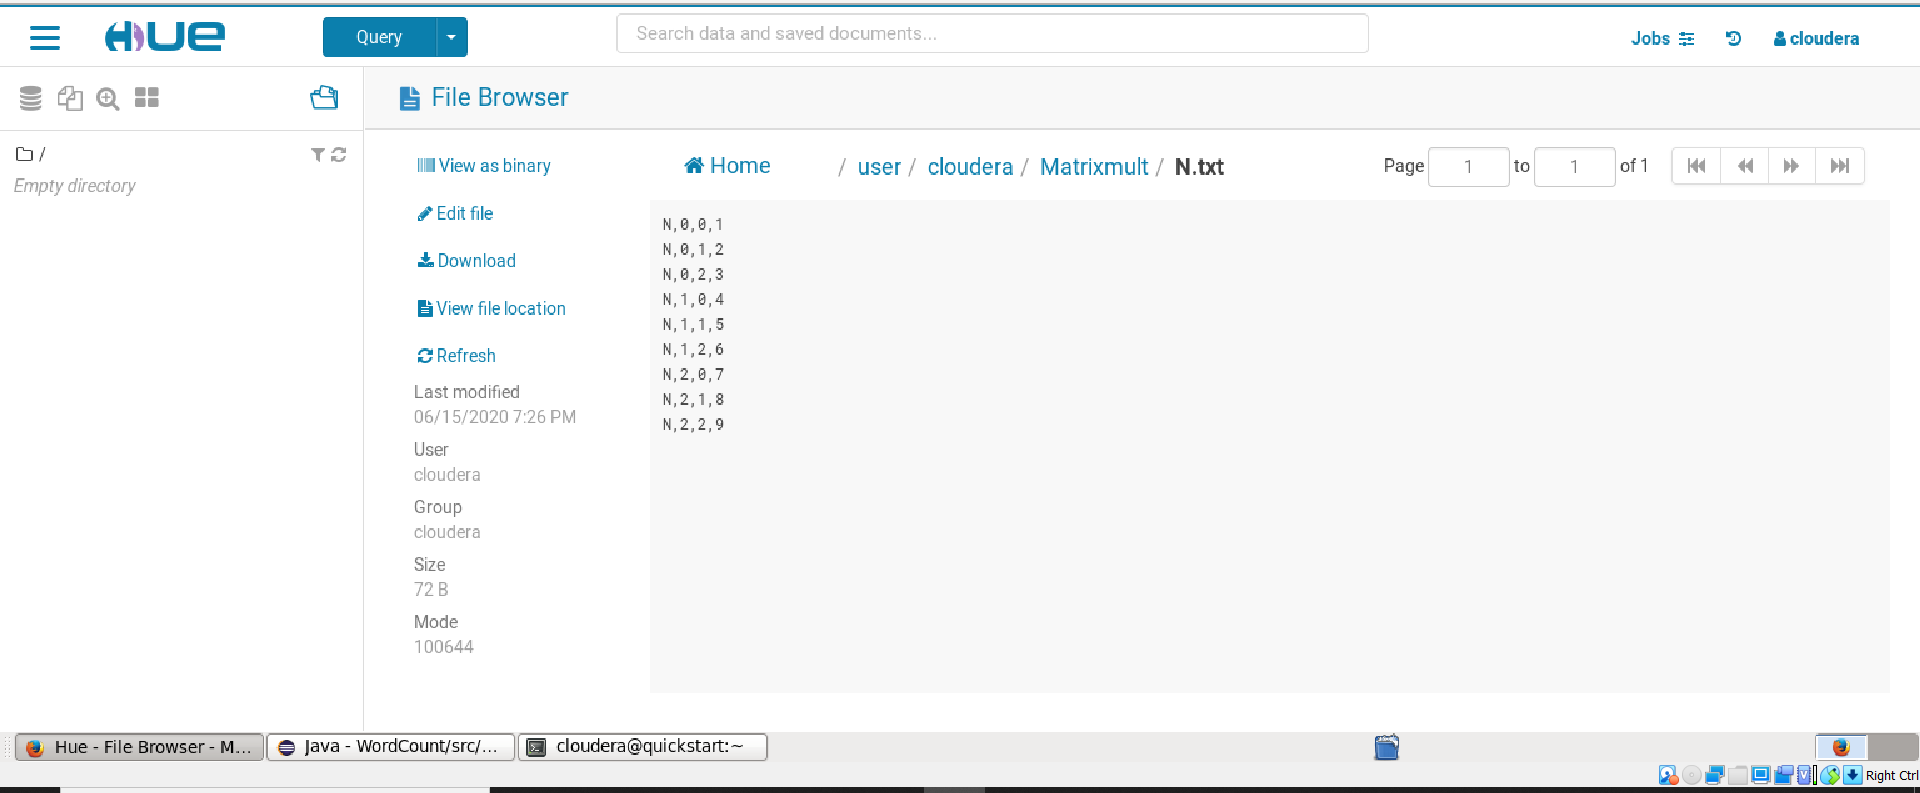 HUE
Query
Search data and saved documents...
Jobs
cloudera
File Browser
/
Empty directory
View as binary
Edit file
Download
View file location
Refresh
Last modified
06/15/2020 7:26 PM
User
cloudera
Group
cloudera
Size
72 B
Mode
100644
Home / user / cloudera / Matrixmult / N.txt
Page 1 to 1 of 1
N,0,0,1
N,0,1,2
N,0,2,3
N,1,0,4
N,1,1,5
N,1,2,6
N,2,0,7
N,2,1,8
N,2,2,9
Hue - File Browser - M...
Java - WordCount/src/...
cloudera@quickstart:~
Right Ctrl